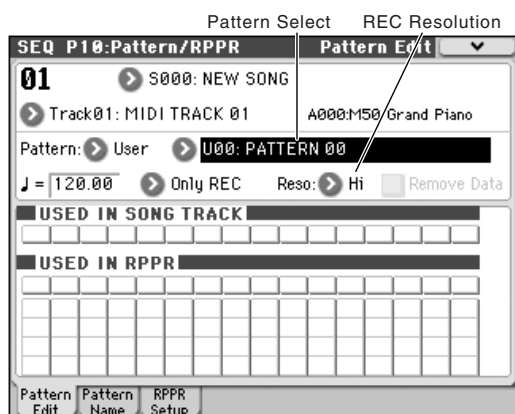 Pattern Select REC Resolution
SEQ P10:Pattern/RPPR Pattern Edit
01 S000: NEW SONG
Track01: MIDI TRACK 01 A000:M50 Grand Piano
Pattern: User U00: PATTERN 00
♩ = 120.00 Only REC Reso: Hi Remove Data
USED IN SONG TRACK
USED IN RPPR
Pattern Edit Pattern Name RPPR Setup